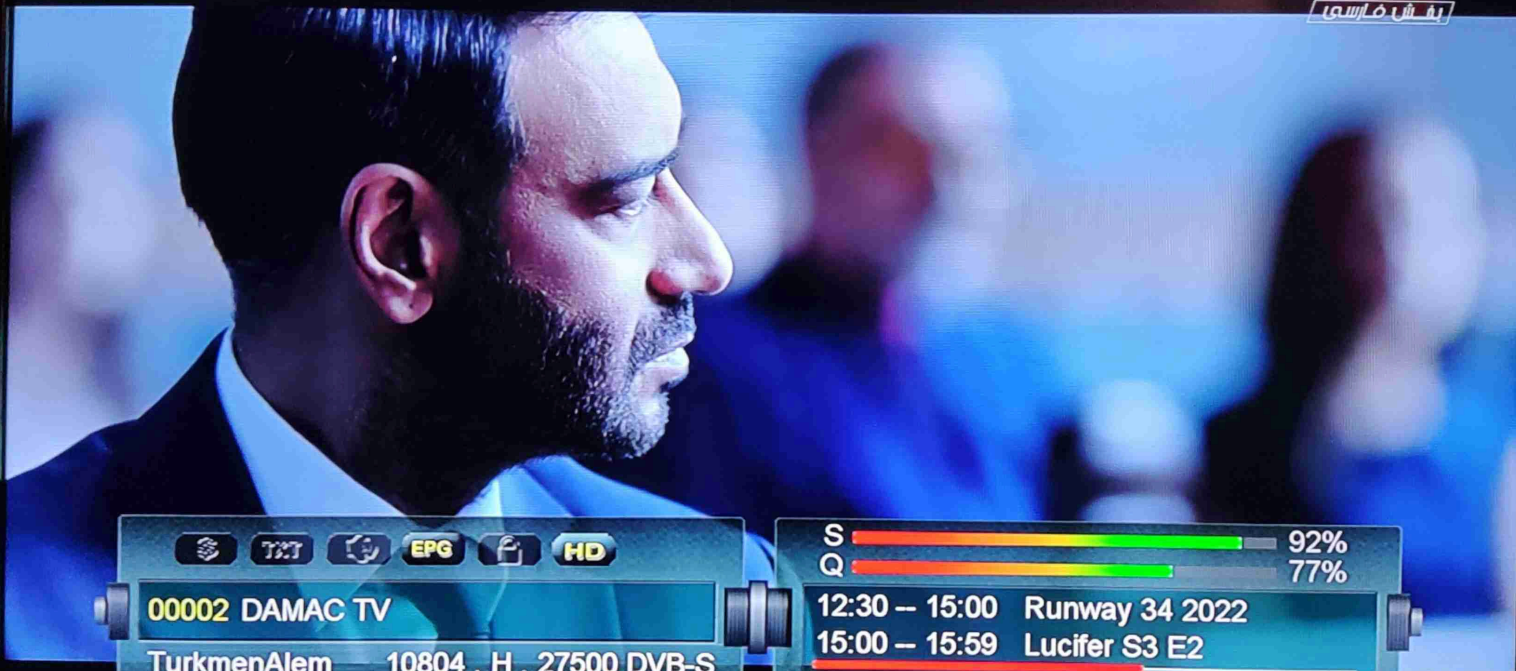 پخش فارسی
TXT EPG HD
S 92%
Q 77%
00002 DAMAC TV
12:30 -- 15:00 Runway 34 2022
15:00 -- 15:59 Lucifer S3 E2
TurkmenAlem 10804 . H . 27500 DVB-S